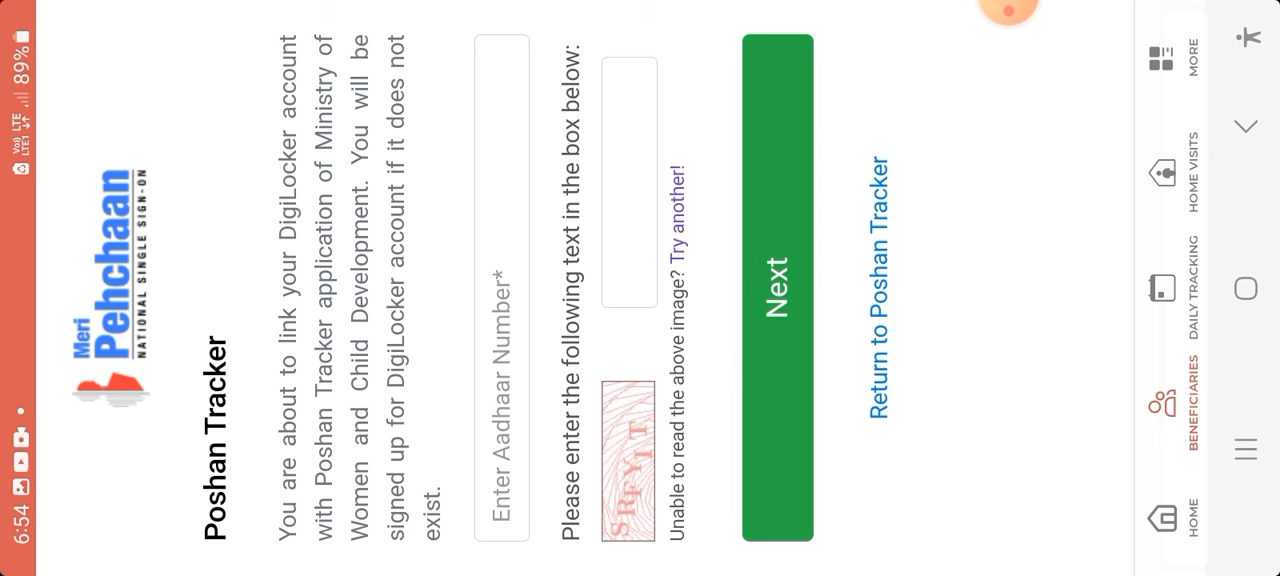 6:54
Vo)) LTE
LTE1 89%
Meri
Pehchaan
NATIONAL SINGLE SIGN-ON
Poshan Tracker
You are about to link your DigiLocker account
with Poshan Tracker application of Ministry of
Women and Child Development. You will be
signed up for DigiLocker account if it does not
exist.
Enter Aadhaar Number*
Please enter the following text in the box below:
Unable to read the above image? Try another!
Next
Return to Poshan Tracker
HOME
BENEFICIARIES
DAILY TRACKING
HOME VISITS
MORE